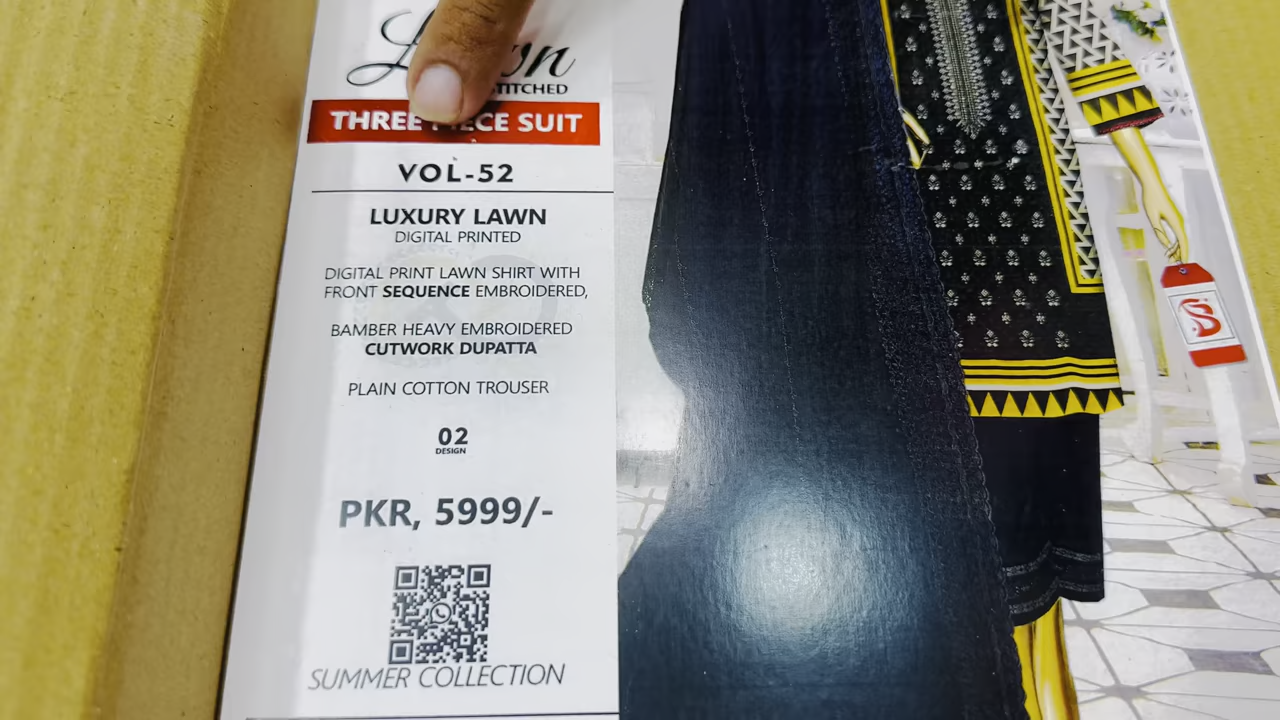 THREE SUIT
VOL-52
LUXURY LAWN
DIGITAL PRINTED
DIGITAL PRINT LAWN SHIRT WITH
FRONT SEQUENCE EMBROIDERED,
BAMBER HEAVY EMBROIDERED
CUTWORK DUPATTA
PLAIN COTTON TROUSER
02
DESIGN
PKR, 5999/-
SUMMER COLLECTION